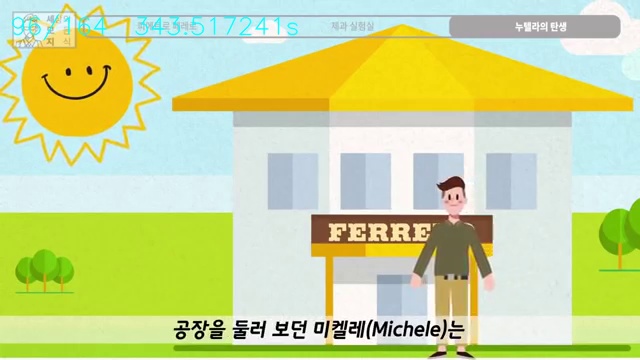 96/164 343.517241s
제과 실험실
누텔라의 탄생
FERRE
공장을 둘러 보던 미켈레(Michele)는